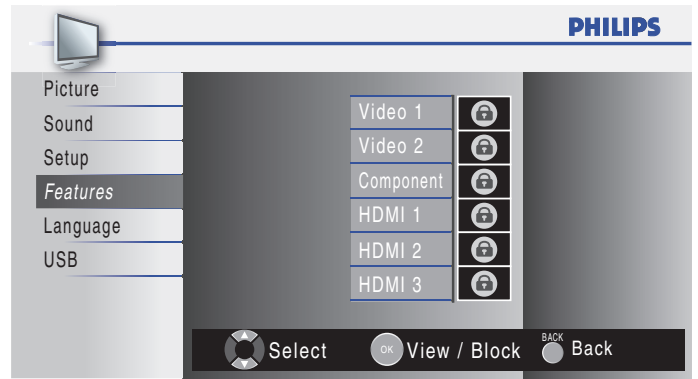 PHILIPS
Picture
Sound
Setup
Features
Language
USB
Video 1
Video 2
Component
HDMI 1
HDMI 2
HDMI 3
Select
OK View / Block
BACK Back